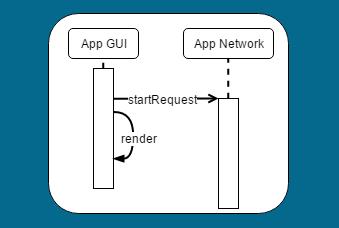 App GUI
App Network
startRequest
render